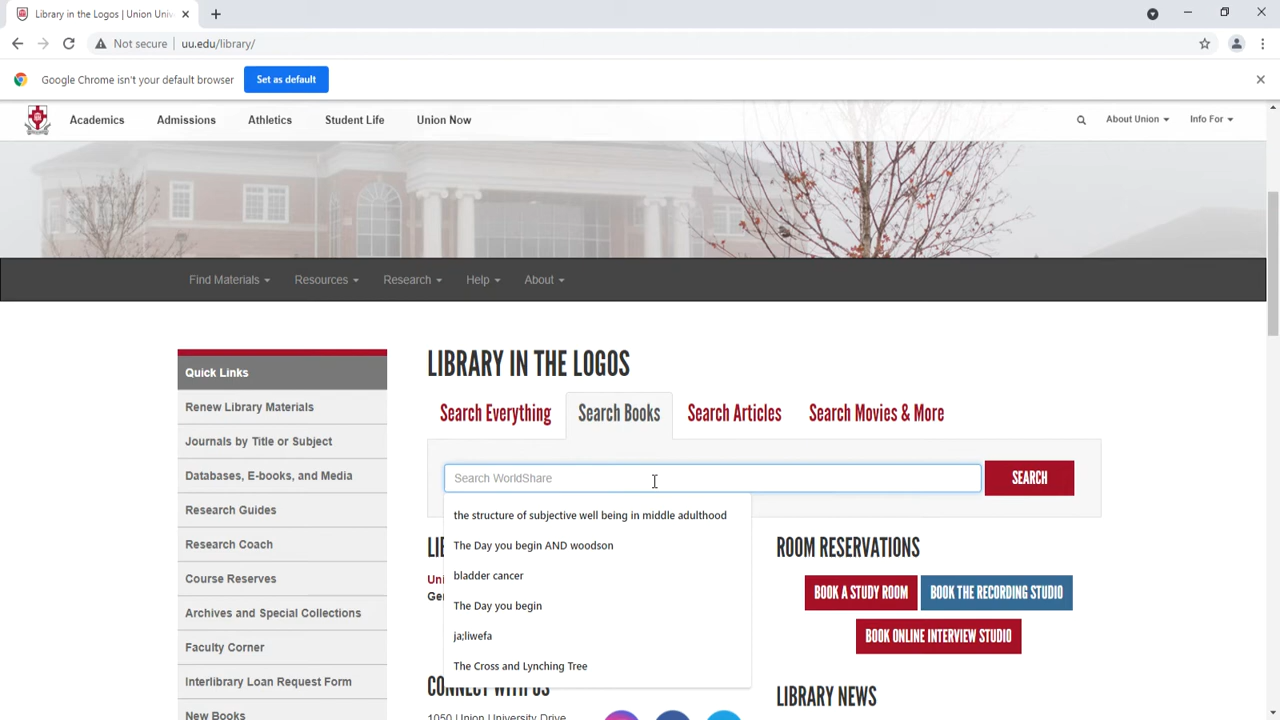 Library in the Logos | Union Univ
Not secure
uu.edu/library/
Google Chrome isn't your default browser
Set as default
Academics
Admissions
Athletics
Student Life
Union Now
About Union
Info For
Find Materials
Resources
Research
Help
About
Quick Links
Renew Library Materials
Journals by Title or Subject
Databases, E-books, and Media
Research Guides
Research Coach
Course Reserves
Archives and Special Collections
Faculty Corner
Interlibrary Loan Request Form
New Books
LIBRARY IN THE LOGOS
Search Everything
Search Books
Search Articles
Search Movies & More
Search WorldShare
SEARCH
the structure of subjective well being in middle adulthood
The Day you begin AND woodson
bladder cancer
The Day you begin
ja;liwefa
The Cross and Lynching Tree
CONNECT WITH US
1050 Union University Drive
ROOM RESERVATIONS
BOOK A STUDY ROOM
BOOK THE RECORDING STUDIO
BOOK ONLINE INTERVIEW STUDIO
LIBRARY NEWS